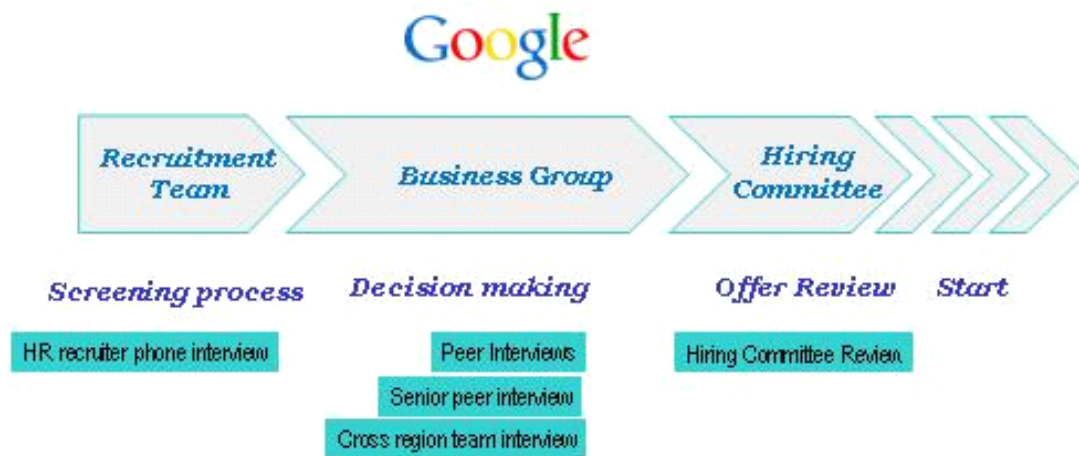 Google
Recruitment
Team
Business Group
Hiring
Committee
Screening process
Decision making
Offer Review
Start
HR recruiter phone interview
Peer Interviews
Hiring Committee Review
Senior peer interview
Cross region team interview